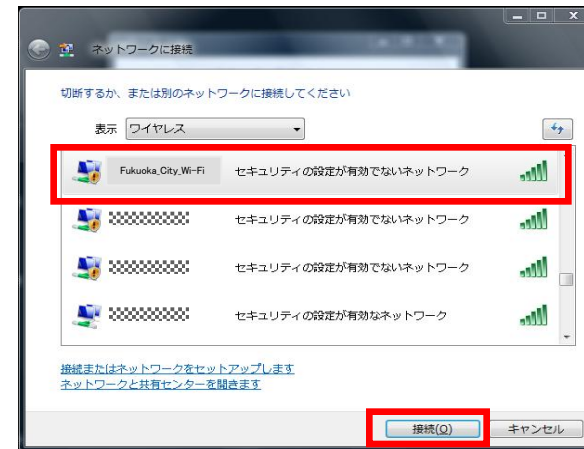 ネットワークに接続
切断するか、または別のネットワークに接続してください
表示 ワイヤレス
Fukuoka_City_Wi-Fi セキュリティの設定が有効でないネットワーク
セキュリティの設定が有効でないネットワーク
セキュリティの設定が有効でないネットワーク
セキュリティの設定が有効なネットワーク
接続またはネットワークをセットアップします
ネットワークと共有センターを開きます
接続(O) キャンセル